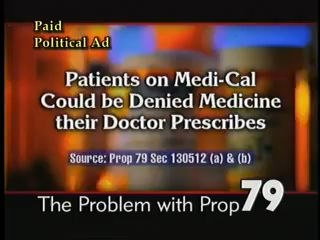 Paid
Political Ad
Patients on Medi-Cal
Could be Denied Medicine
their Doctor Prescribes
Source: Prop 79 Sec 130512 (a) & (b)
The Problem with Prop 79